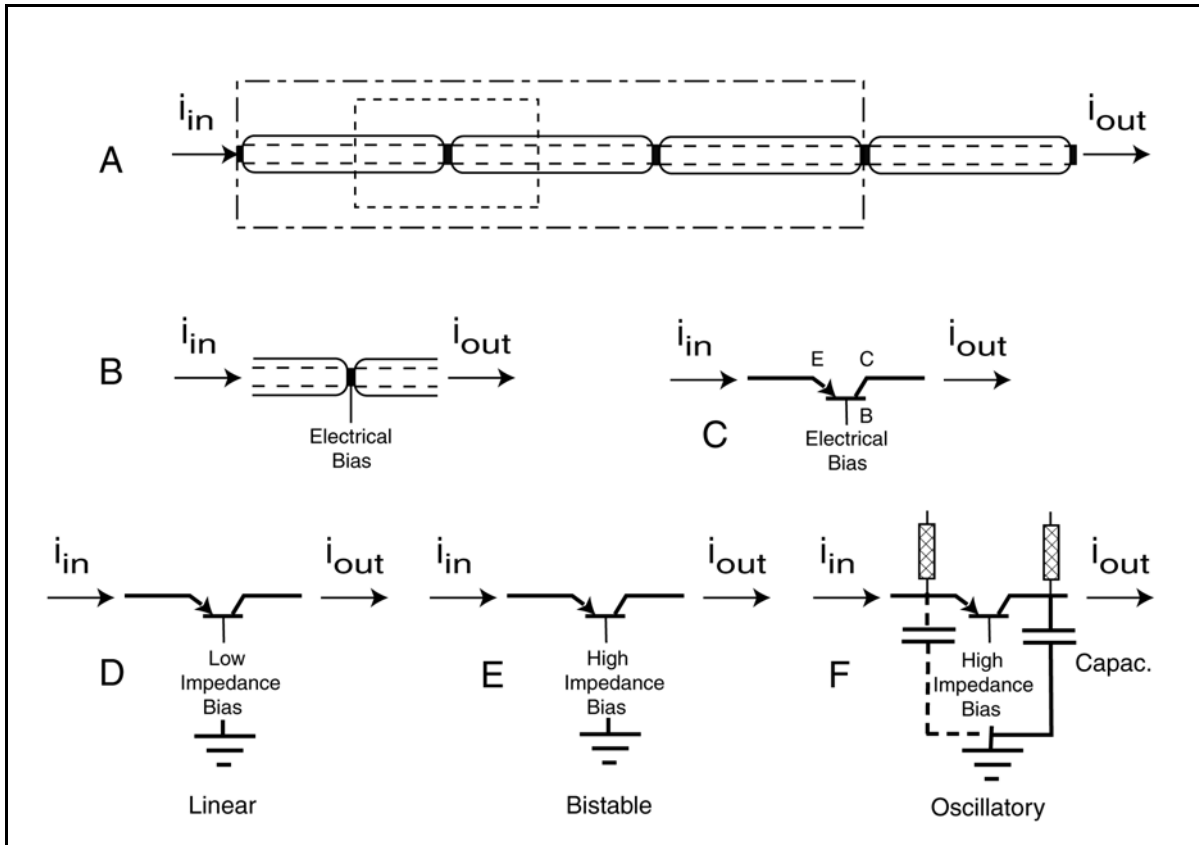 i_in
i_out
A
i_in
i_out
B
Electrical
Bias
i_in
i_out
E
C
B
C
Electrical
Bias
i_in
i_out
D
Low
Impedance
Bias
Linear
i_in
i_out
E
High
Impedance
Bias
Bistable
i_in
i_out
F
High
Impedance
Bias
Capac.
Oscillatory